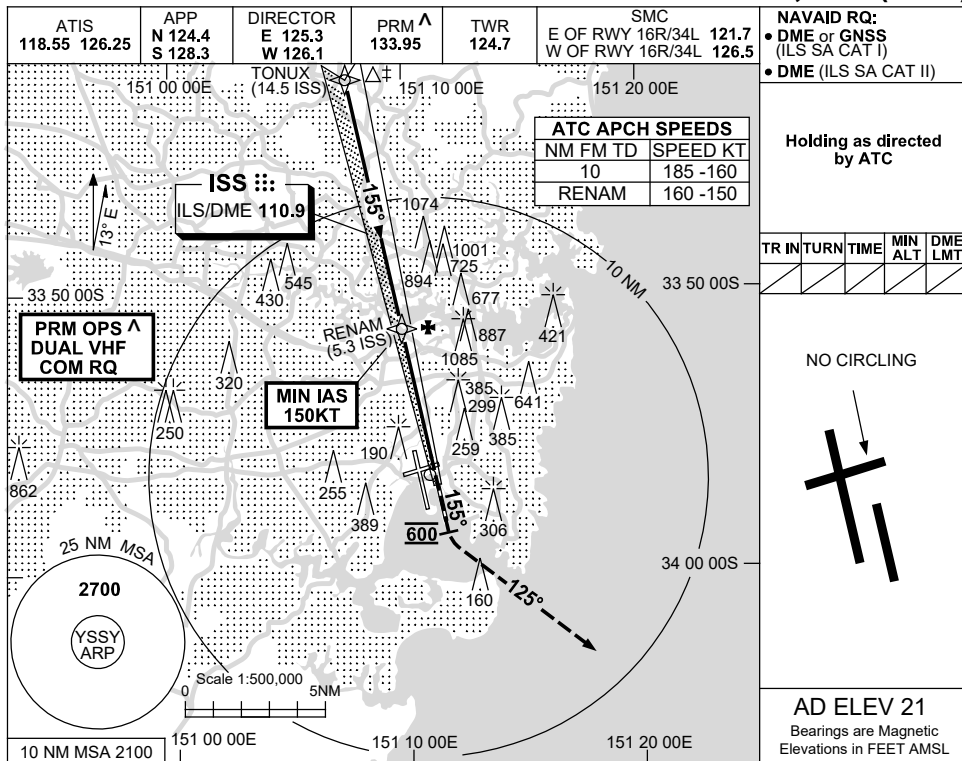 ATIS
118.55 126.25
APP
N 124.4
S 128.3
DIRECTOR
E 125.3
W 126.1
PRM ^
133.95
TWR
124.7
SMC
E OF RWY 16R/34L 121.7
W OF RWY 16R/34L 126.5
NAVAID RQ:
• DME or GNSS
(ILS SA CAT I)
• DME (ILS SA CAT II)
Holding as directed
by ATC
TR IN TURN TIME MIN ALT DME LMT
NO CIRCLING
AD ELEV 21
Bearings are Magnetic
Elevations in FEET AMSL
TONUX
(14.5 ISS)
151 00 00E
151 10 00E
151 20 00E
ATC APCH SPEEDS
NM FM TD SPEED KT
10 185 -160
RENAM 160 -150
ISS
ILS/DME 110.9
13° E
155°
1074
1001
725
894
677
545
430
10 NM
33 50 00S
33 50 00S
RENAM
(5.3 ISS)
887
1085
421
PRM OPS ^
DUAL VHF
COM RQ
320
MIN IAS
150KT
385
299
641
250
190
259
385
862
255
389
155°
306
600
34 00 00S
160
125°
25 NM MSA
2700
YSSY
ARP
Scale 1:500,000
0
5NM
10 NM MSA 2100
151 00 00E
151 10 00E
151 20 00E